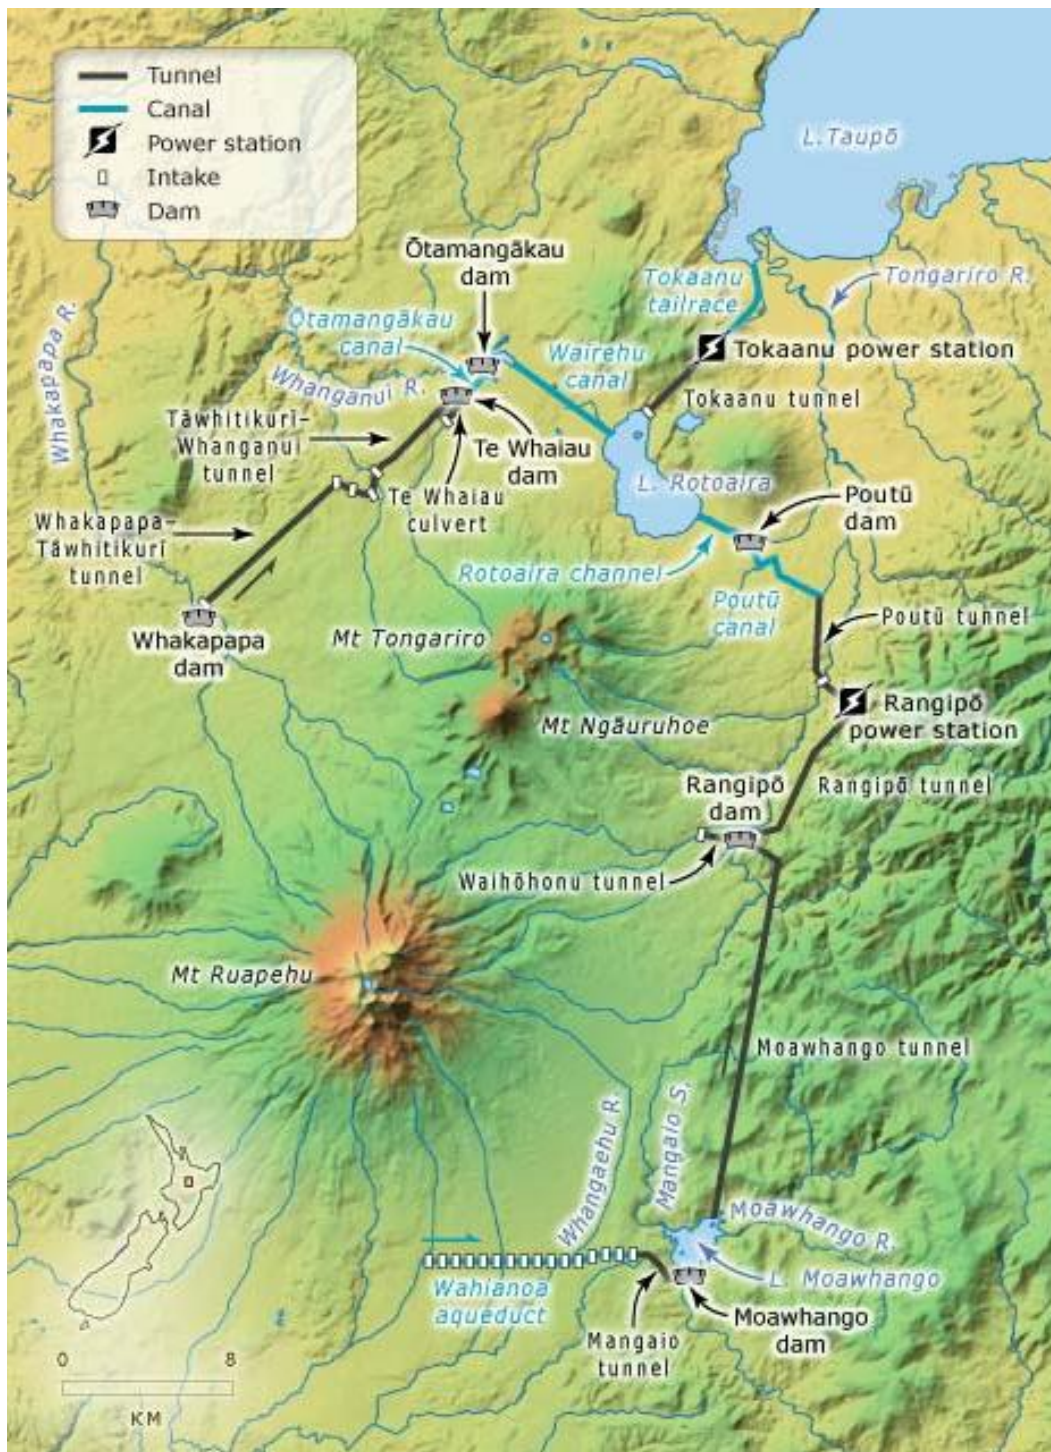 Tunnel
Canal
Power station
Intake
Dam
L. Taupō
Ōtamangākau
dam
Tokaanu
tailrace
Tongariro R.
Whakapapa R.
Ōtamangākau
canal
Wairehu
canal
Tokaanu power station
Whanganui R.
Tokaanu tunnel
Tāwhitikurī–
Whanganui
tunnel
Te Whaiau
dam
L. Rotoaira
Poutū
dam
Te Whaiau
culvert
Whakapapa–
Tāwhitikurī
tunnel
Rotoaira channel
Poutū
canal
Poutū tunnel
Whakapapa
dam
Mt Tongariro
Rangipō
power station
Mt Ngāuruhoe
Rangipō
dam
Rangipō tunnel
Waihōhonu tunnel
Mt Ruapehu
Moawhango tunnel
Whangaehu R.
Mangaio S.
Moawhango R.
L. Moawhango
Wahianoa
aqueduct
Mangaio
tunnel
Moawhango
dam
0 8
KM